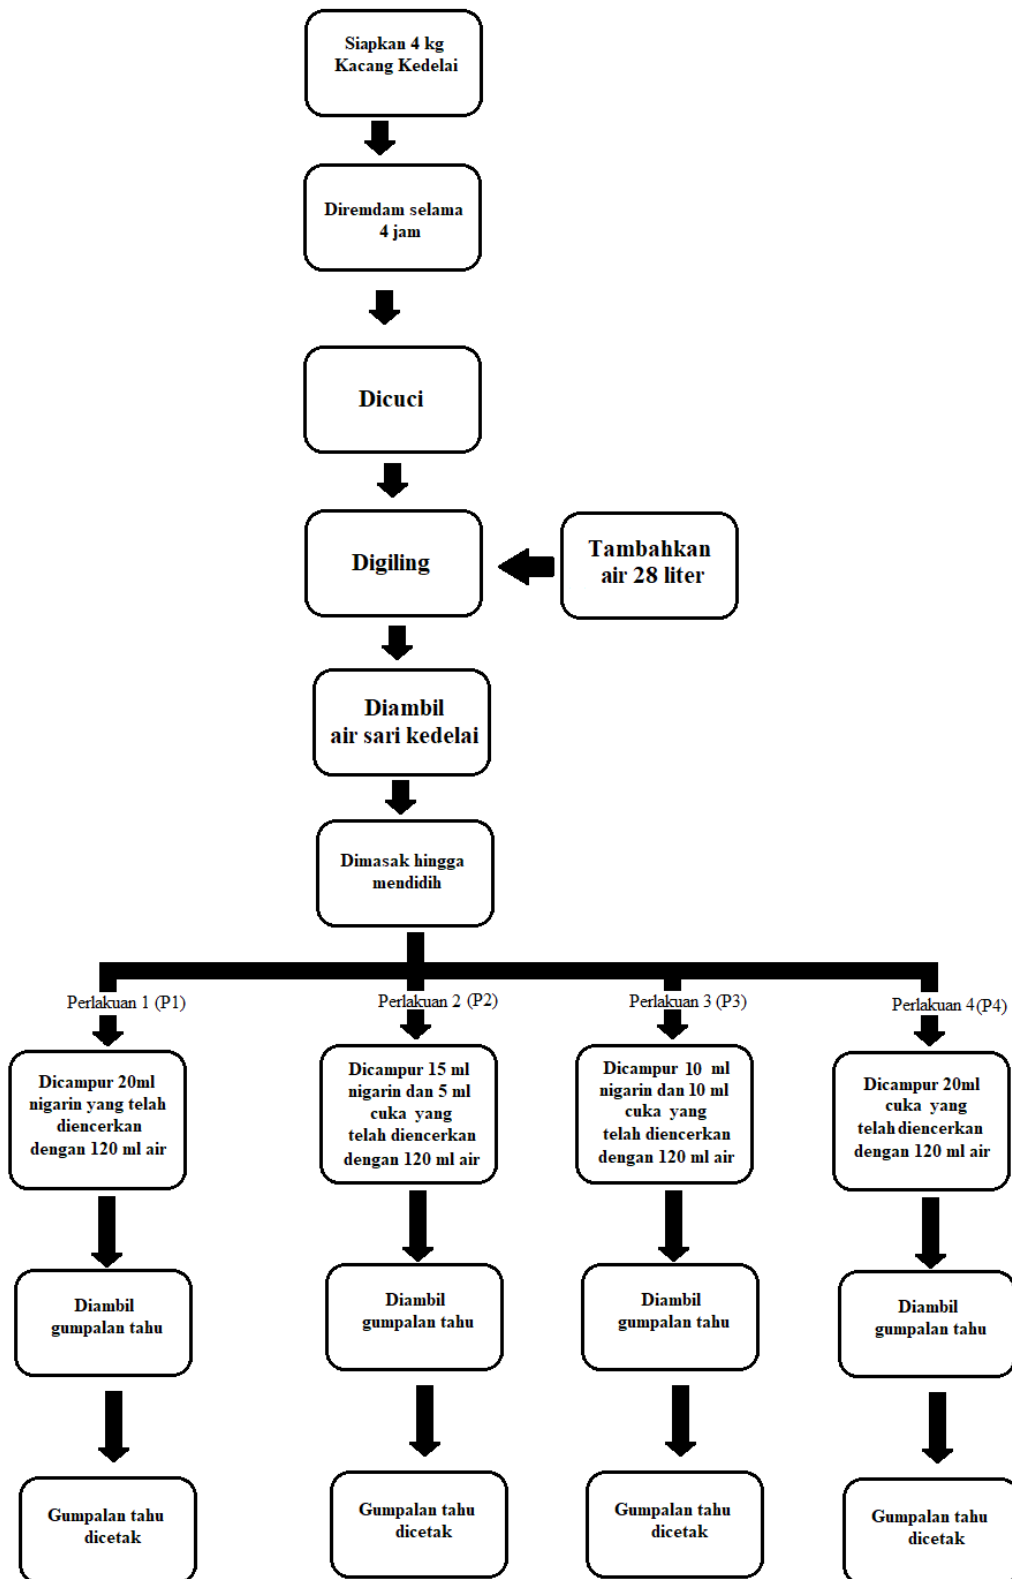 Siapkan 4 kg
Kacang Kedelai
Diremdam selama
4 jam
Dicuci
Digiling
Tambahkan
air 28 liter
Diambil
air sari kedelai
Dimasak hingga
mendidih
Perlakuan 1 (P1)
Perlakuan 2 (P2)
Perlakuan 3 (P3)
Perlakuan 4 (P4)
Dicampur 20ml
nigarin yang telah
diencerkan
dengan 120 ml air
Dicampur 15 ml
nigarin dan 5 ml
cuka yang
telah diencerkan
dengan 120 ml air
Dicampur 10 ml
nigarin dan 10 ml
cuka yang
telah diencerkan
dengan 120 ml air
Dicampur 20ml
cuka yang
telah diencerkan
dengan 120 ml air
Diambil
gumpalan tahu
Diambil
gumpalan tahu
Diambil
gumpalan tahu
Diambil
gumpalan tahu
Gumpalan tahu
dicetak
Gumpalan tahu
dicetak
Gumpalan tahu
dicetak
Gumpalan tahu
dicetak